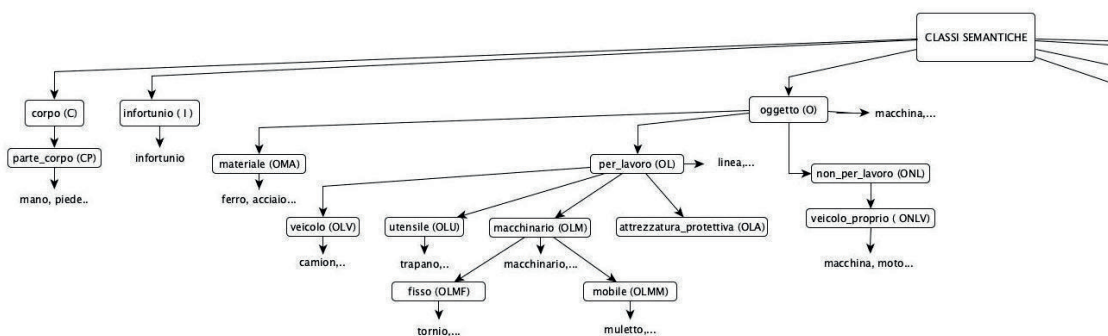 CLASSI SEMANTICHE
corpo (C)
infortunio ( I )
oggetto (O)
macchina,...
parte_corpo (CP)
infortunio
materiale (OMA)
per_lavoro (OL)
linea,...
non_per_lavoro (ONL)
mano, piede..
ferro, acciaio...
veicolo (OLV)
utensile (OLU)
macchinario (OLM)
attrezzatura_protettiva (OLA)
veicolo_proprio ( ONLV)
camion,..
trapano,..
macchinario,...
macchina, moto...
fisso (OLMF)
mobile (OLMM)
tornio,...
muletto,...